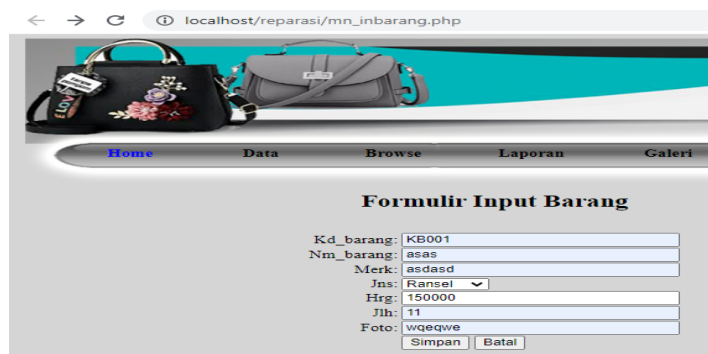 localhost/reparasi/mn_inbarang.php
Home Data Browse Laporan Galeri
Formulir Input Barang
Kd_barang: KB001
Nm_barang: asas
Merk: asdasd
Jns: Ransel
Hrg: 150000
Jlh: 11
Foto: wqeqwe
Simpan Batal